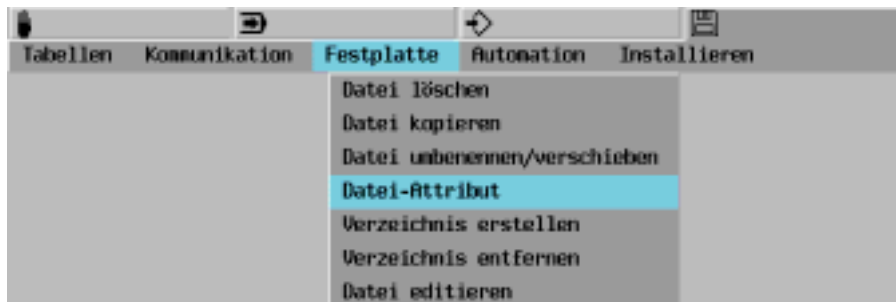 Tabellen Kommunikation Festplatte Automation Installieren
Datei löschen
Datei kopieren
Datei umbenennen/verschieben
Datei-Attribut
Verzeichnis erstellen
Verzeichnis entfernen
Datei editieren